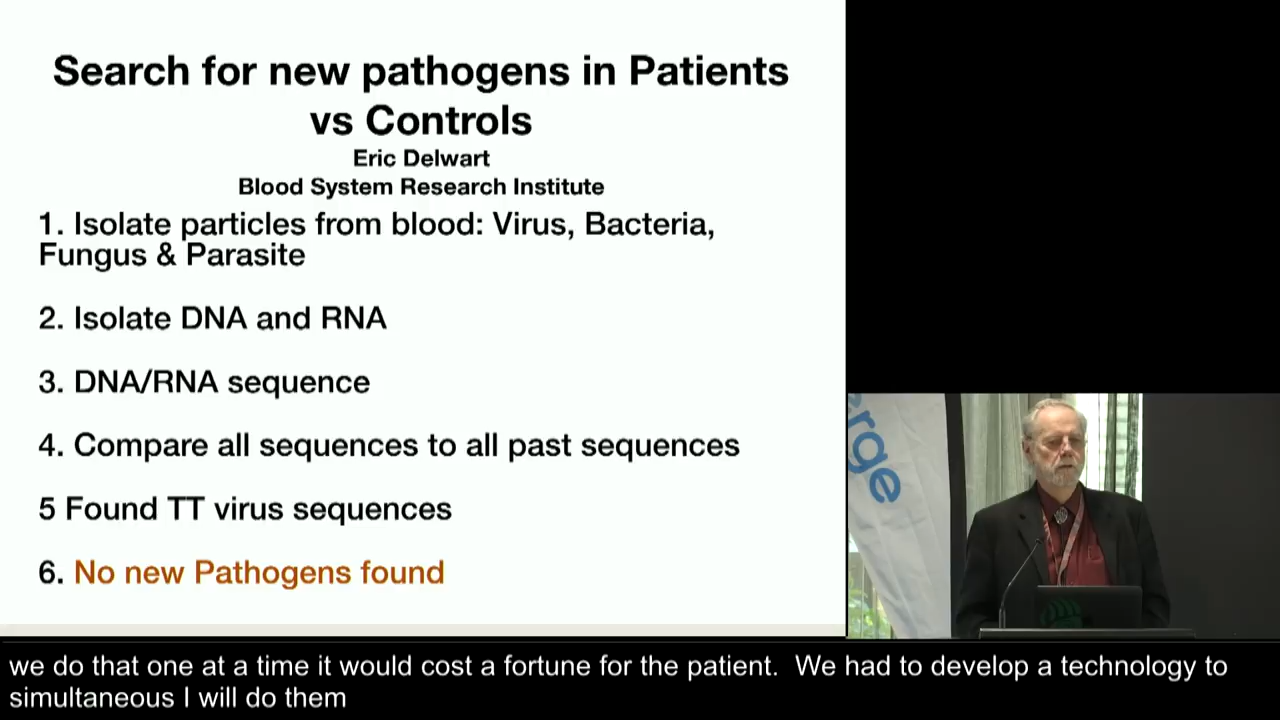 Search for new pathogens in Patients
vs Controls
Eric Delwart
Blood System Research Institute
1. Isolate particles from blood: Virus, Bacteria,
Fungus & Parasite
2. Isolate DNA and RNA
3. DNA/RNA sequence
4. Compare all sequences to all past sequences
5 Found TT virus sequences
6. No new Pathogens found
erge
we do that one at a time it would cost a fortune for the patient.  We had to develop a technology to
simultaneous I will do them